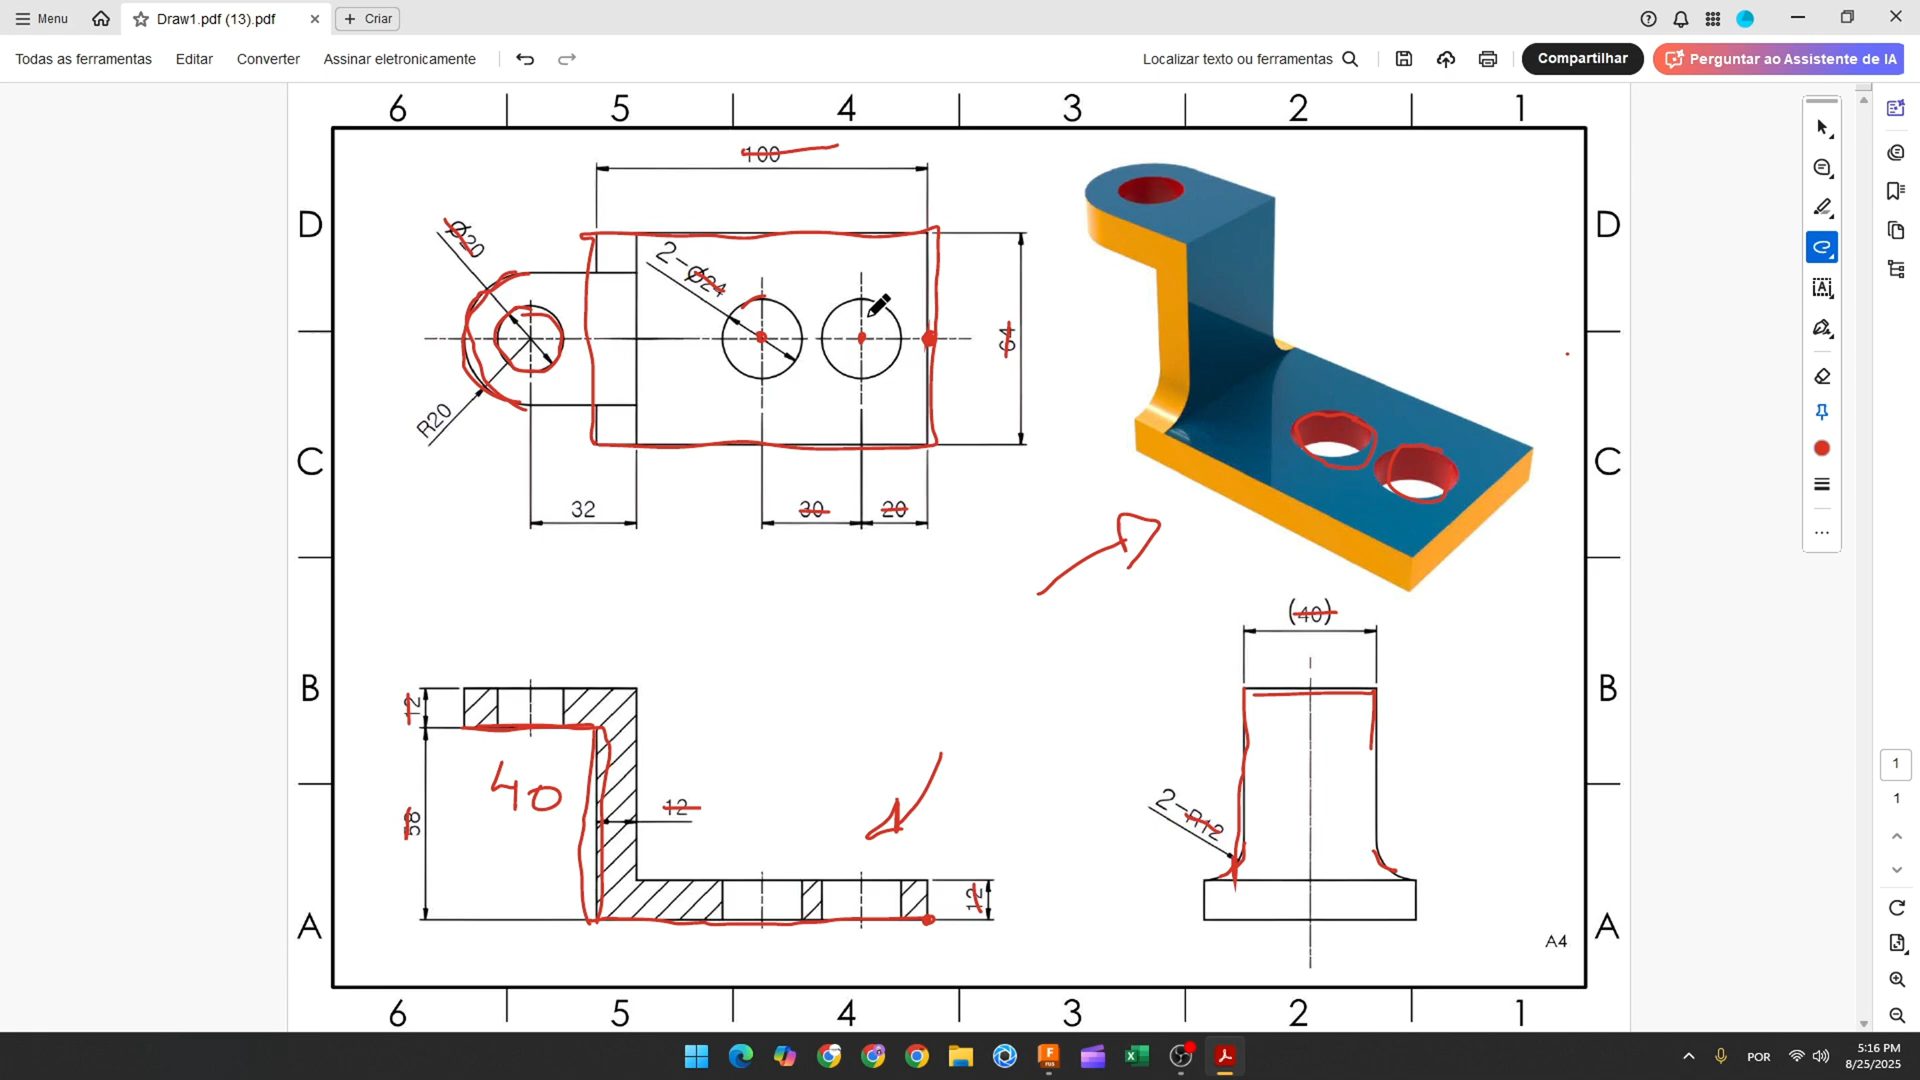 Menu
Draw1.pdf (13).pdf
Criar
Todas as ferramentas
Editar
Converter
Assinar eletronicamente
Localizar texto ou ferramentas
Compartilhar
Perguntar ao Assistente de IA
6 5 4 3 2 1
100
D
D
Ø20
2-Ø24
64
R20
C
C
32
30
20
(40)
B
B
12
40
12
58
2-R12
12
A
A
A4
6 5 4 3 2 1
1
1
POR
5:16 PM
8/25/2025